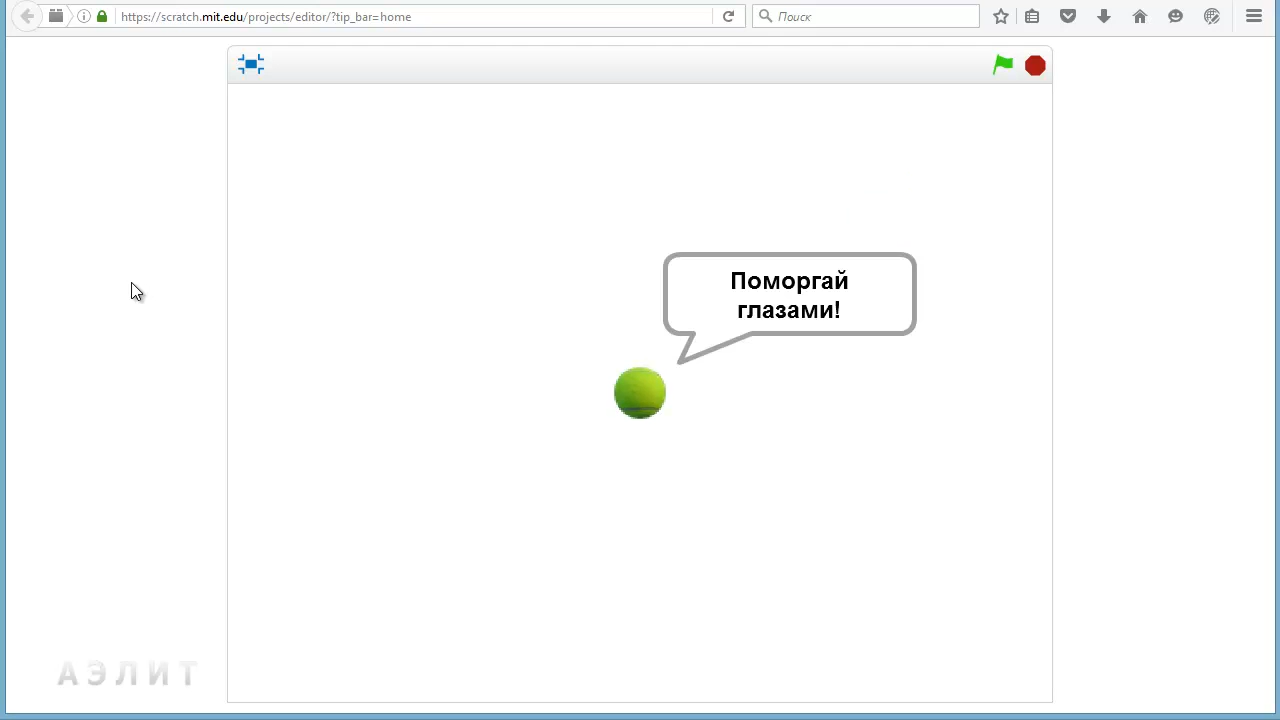 https://scratch.mit.edu/projects/editor/?tip_bar=home
Поиск
Поморгай
глазами!
АЭЛИТ